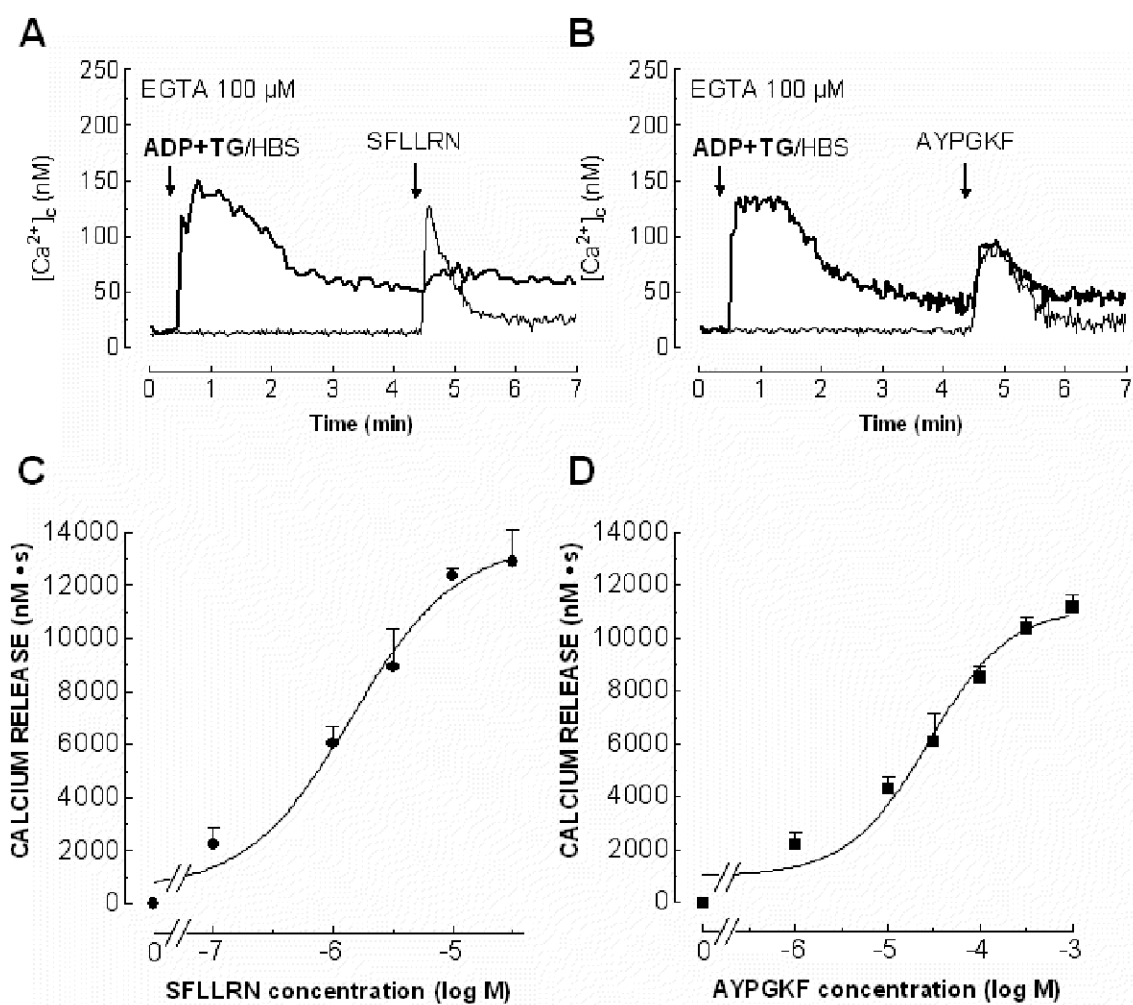 A
250
200
150
100
50
0
[Ca²⁺]c (nM)
EGTA 100 µM
ADP+TG/HBS
SFLLRN
0 1 2 3 4 5 6 7
Time (min)
B
250
200
150
100
50
0
[Ca²⁺]c (nM)
EGTA 100 µM
ADP+TG/HBS
AYPGKF
0 1 2 3 4 5 6 7
Time (min)
C
14000
12000
10000
8000
6000
4000
2000
0
CALCIUM RELEASE (nM •s)
0 -7 -6 -5
SFLLRN concentration (log M)
D
14000
12000
10000
8000
6000
4000
2000
0
CALCIUM RELEASE (nM •s)
0 -6 -5 -4 -3
AYPGKF concentration (log M)